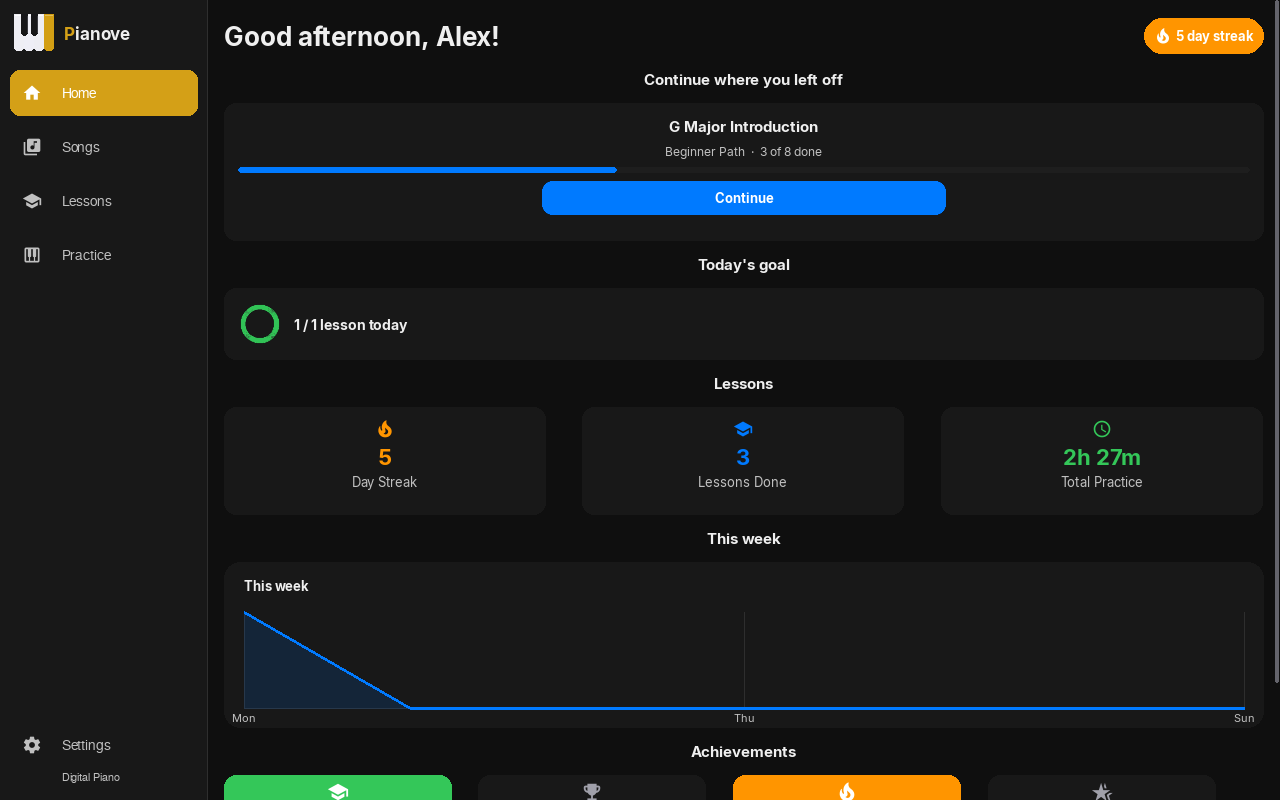 Pianove
Home
Songs
Lessons
Practice
Settings
Digital Piano
Good afternoon, Alex!
5 day streak
Continue where you left off
G Major Introduction
Beginner Path · 3 of 8 done
Continue
Today's goal
1 / 1 lesson today
Lessons
5
Day Streak
3
Lessons Done
2h 27m
Total Practice
This week
This week
Mon
Thu
Sun
Achievements